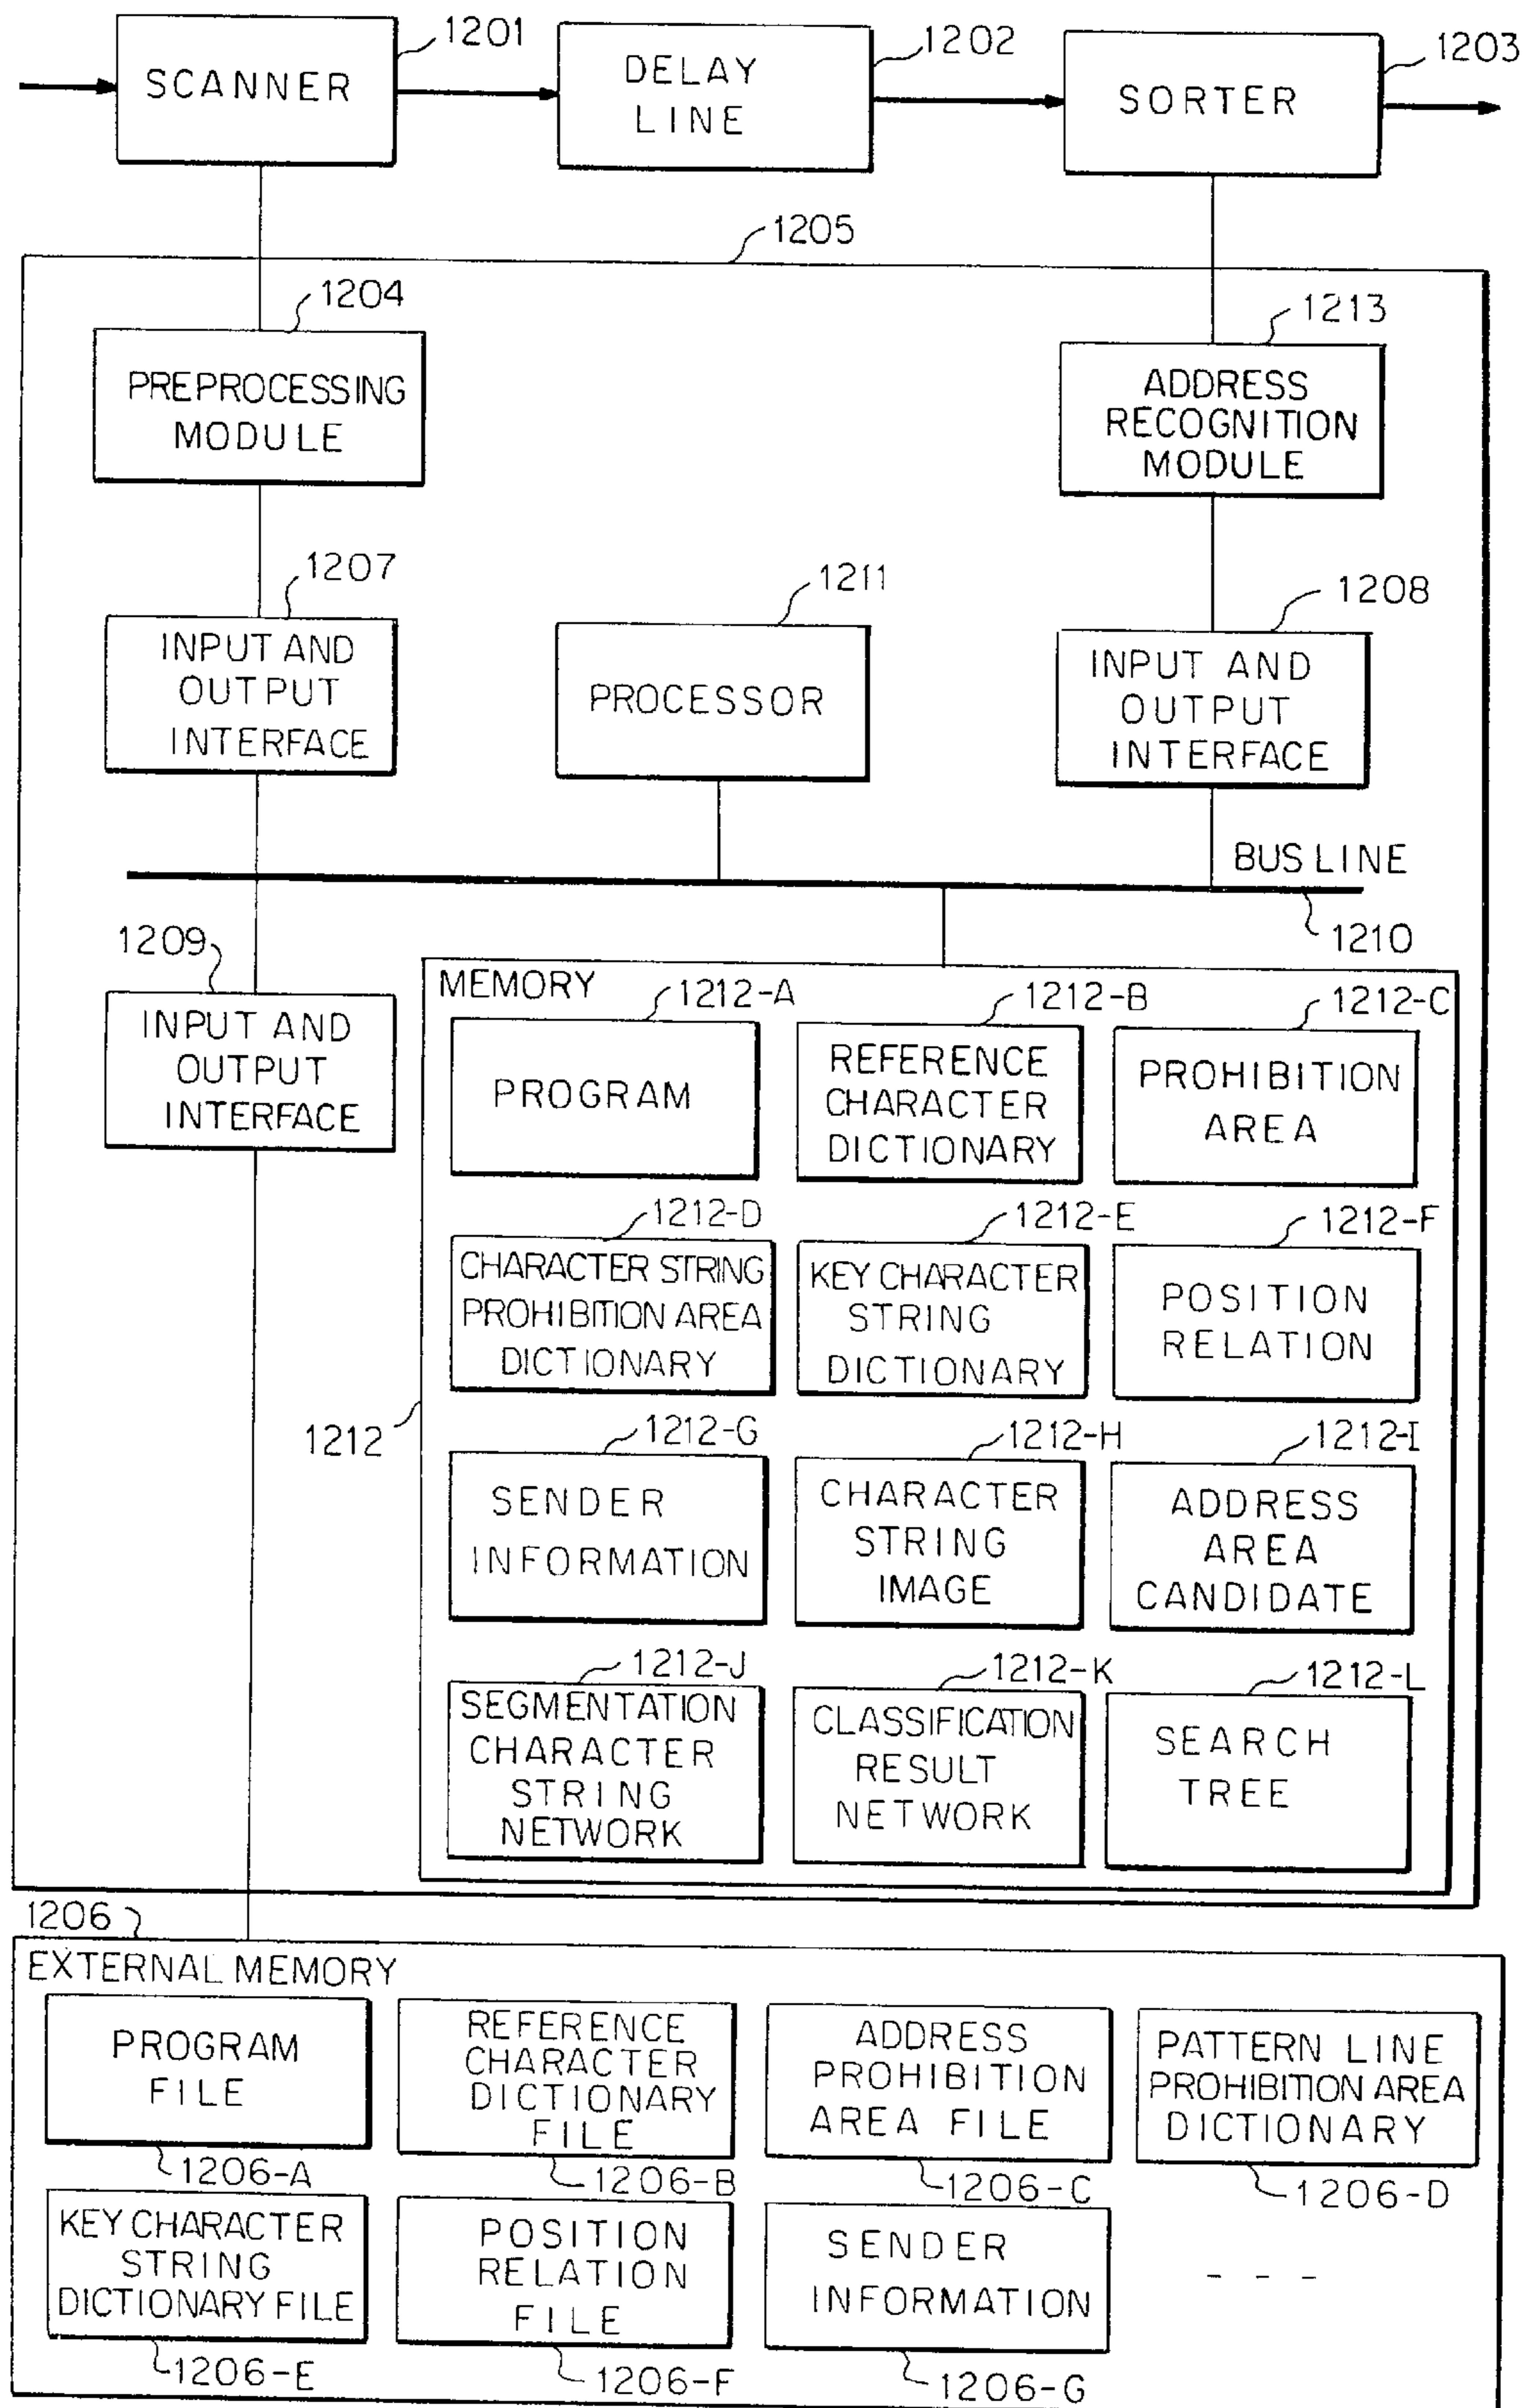 1201
1202
1203
SCANNER
DELAY
LINE
SORTER
1205
1204
1213
PREPROCESSING
MODULE
ADDRESS
RECOGNITION
MODULE
1207
1211
1208
INPUT AND
OUTPUT
INTERFACE
PROCESSOR
INPUT AND
OUTPUT
INTERFACE
BUS LINE
1210
1209
INPUT AND
OUTPUT
INTERFACE
MEMORY
1212-A
1212-B
1212-C
PROGRAM
REFERENCE
CHARACTER
DICTIONARY
PROHIBITION
AREA
1212-D
1212-E
1212-F
CHARACTER STRING
PROHIBITION AREA
DICTIONARY
KEY CHARACTER
STRING
DICTIONARY
POSITION
RELATION
1212
1212-G
1212-H
1212-I
SENDER
INFORMATION
CHARACTER
STRING
IMAGE
ADDRESS
AREA
CANDIDATE
1212-J
1212-K
1212-L
SEGMENTATION
CHARACTER
STRING
NETWORK
CLASSIFICATION
RESULT
NETWORK
SEARCH
TREE
1206
EXTERNAL MEMORY
PROGRAM
FILE
REFERENCE
CHARACTER
DICTIONARY
FILE
ADDRESS
PROHIBITION
AREA FILE
PATTERN LINE
PROHIBITION AREA
DICTIONARY
1206-A
1206-B
1206-C
1206-D
KEY CHARACTER
STRING
DICTIONARY FILE
POSITION
RELATION
FILE
SENDER
INFORMATION
- - -
1206-E
1206-F
1206-G